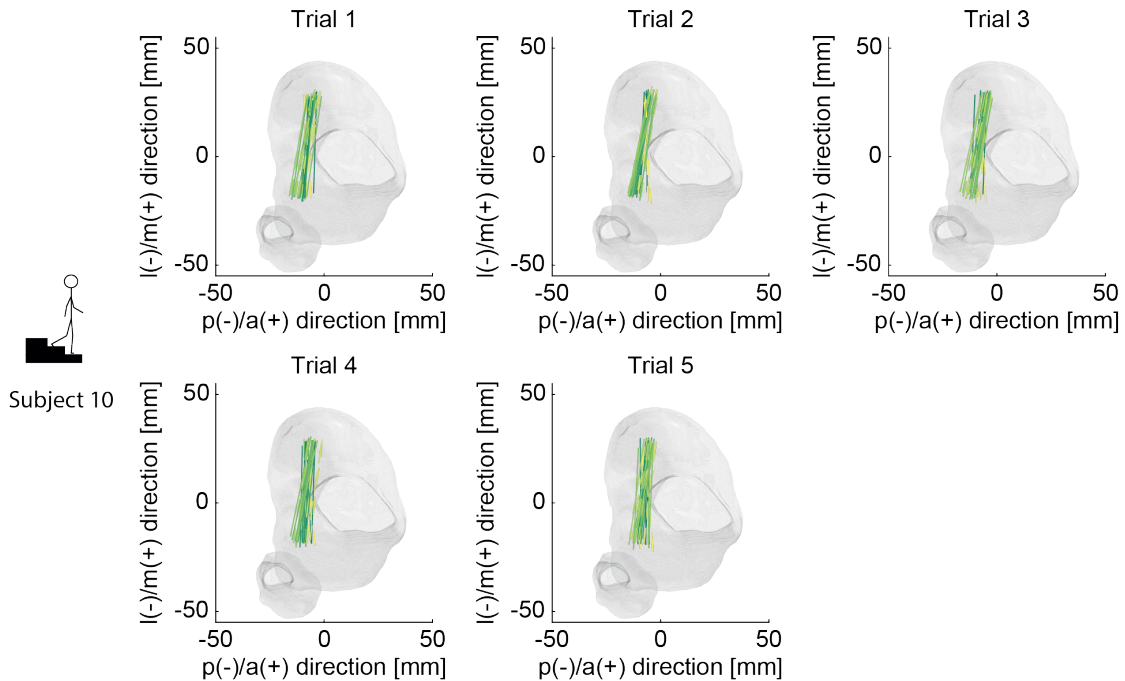 Trial 1
Trial 2
Trial 3
50
0
-50
l(-)/m(+) direction [mm]
-50
0
50
p(-)/a(+) direction [mm]
50
0
-50
l(-)/m(+) direction [mm]
-50
0
50
p(-)/a(+) direction [mm]
50
0
-50
l(-)/m(+) direction [mm]
-50
0
50
p(-)/a(+) direction [mm]
Subject 10
Trial 4
Trial 5
50
0
-50
l(-)/m(+) direction [mm]
-50
0
50
p(-)/a(+) direction [mm]
50
0
-50
l(-)/m(+) direction [mm]
-50
0
50
p(-)/a(+) direction [mm]